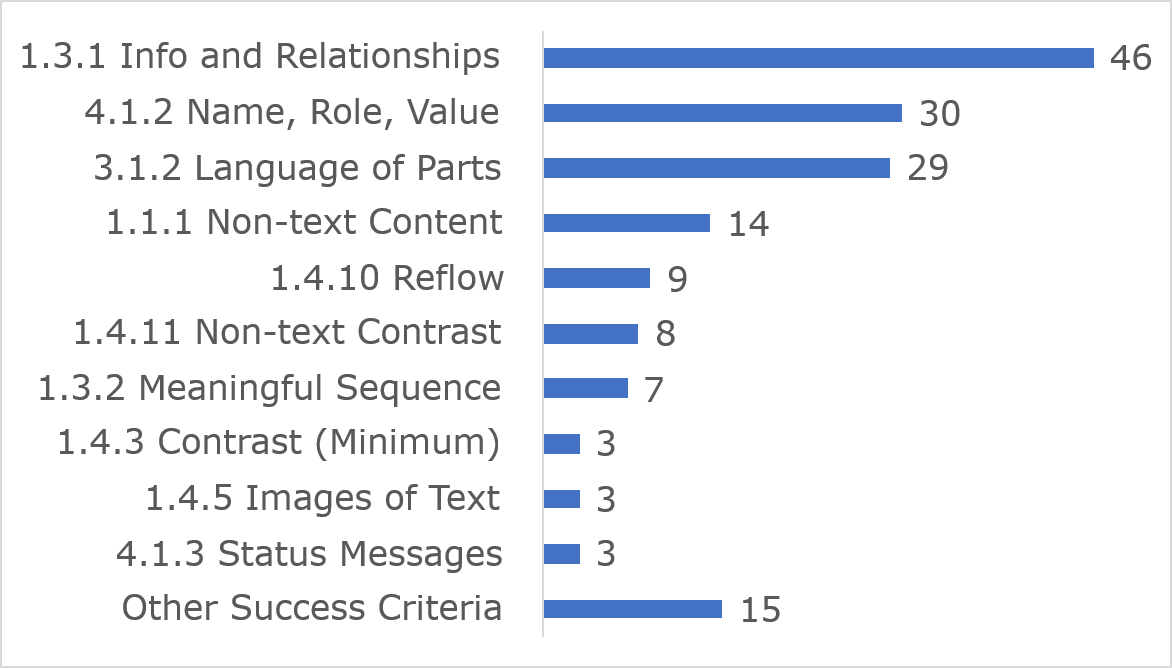 1.3.1 Info and Relationships 46
4.1.2 Name, Role, Value 30
3.1.2 Language of Parts 29
1.1.1 Non-text Content 14
1.4.10 Reflow 9
1.4.11 Non-text Contrast 8
1.3.2 Meaningful Sequence 7
1.4.3 Contrast (Minimum) 3
1.4.5 Images of Text 3
4.1.3 Status Messages 3
Other Success Criteria 15